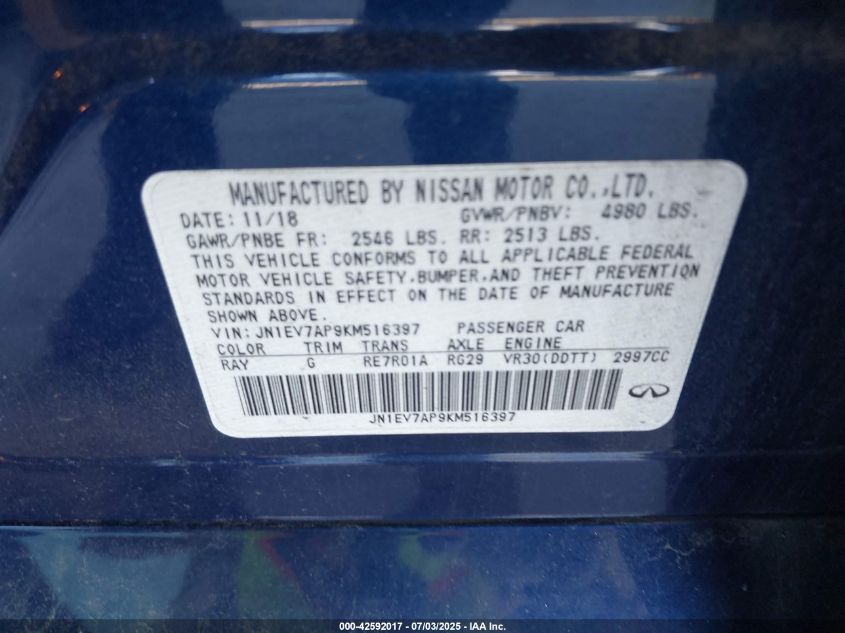 MANUFACTURED BY NISSAN MOTOR CO.,LTD.
DATE: 11/18 GVWR/PNBV: 4980 LBS.
GAWR/PNBE FR: 2546 LBS. RR: 2513 LBS.
THIS VEHICLE CONFORMS TO ALL APPLICABLE FEDERAL
MOTOR VEHICLE SAFETY,BUMPER,AND THEFT PREVENTION
STANDARDS IN EFFECT ON THE DATE OF MANUFACTURE
SHOWN ABOVE.
VIN: JN1EV7AP9KM516397 PASSENGER CAR
COLOR TRIM TRANS AXLE ENGINE
RAY G RE7R01A RG29 VR30(DDTT) 2997CC
JN1EV7AP9KM516397
000-42592017 - 07/03/2025 - IAA Inc.